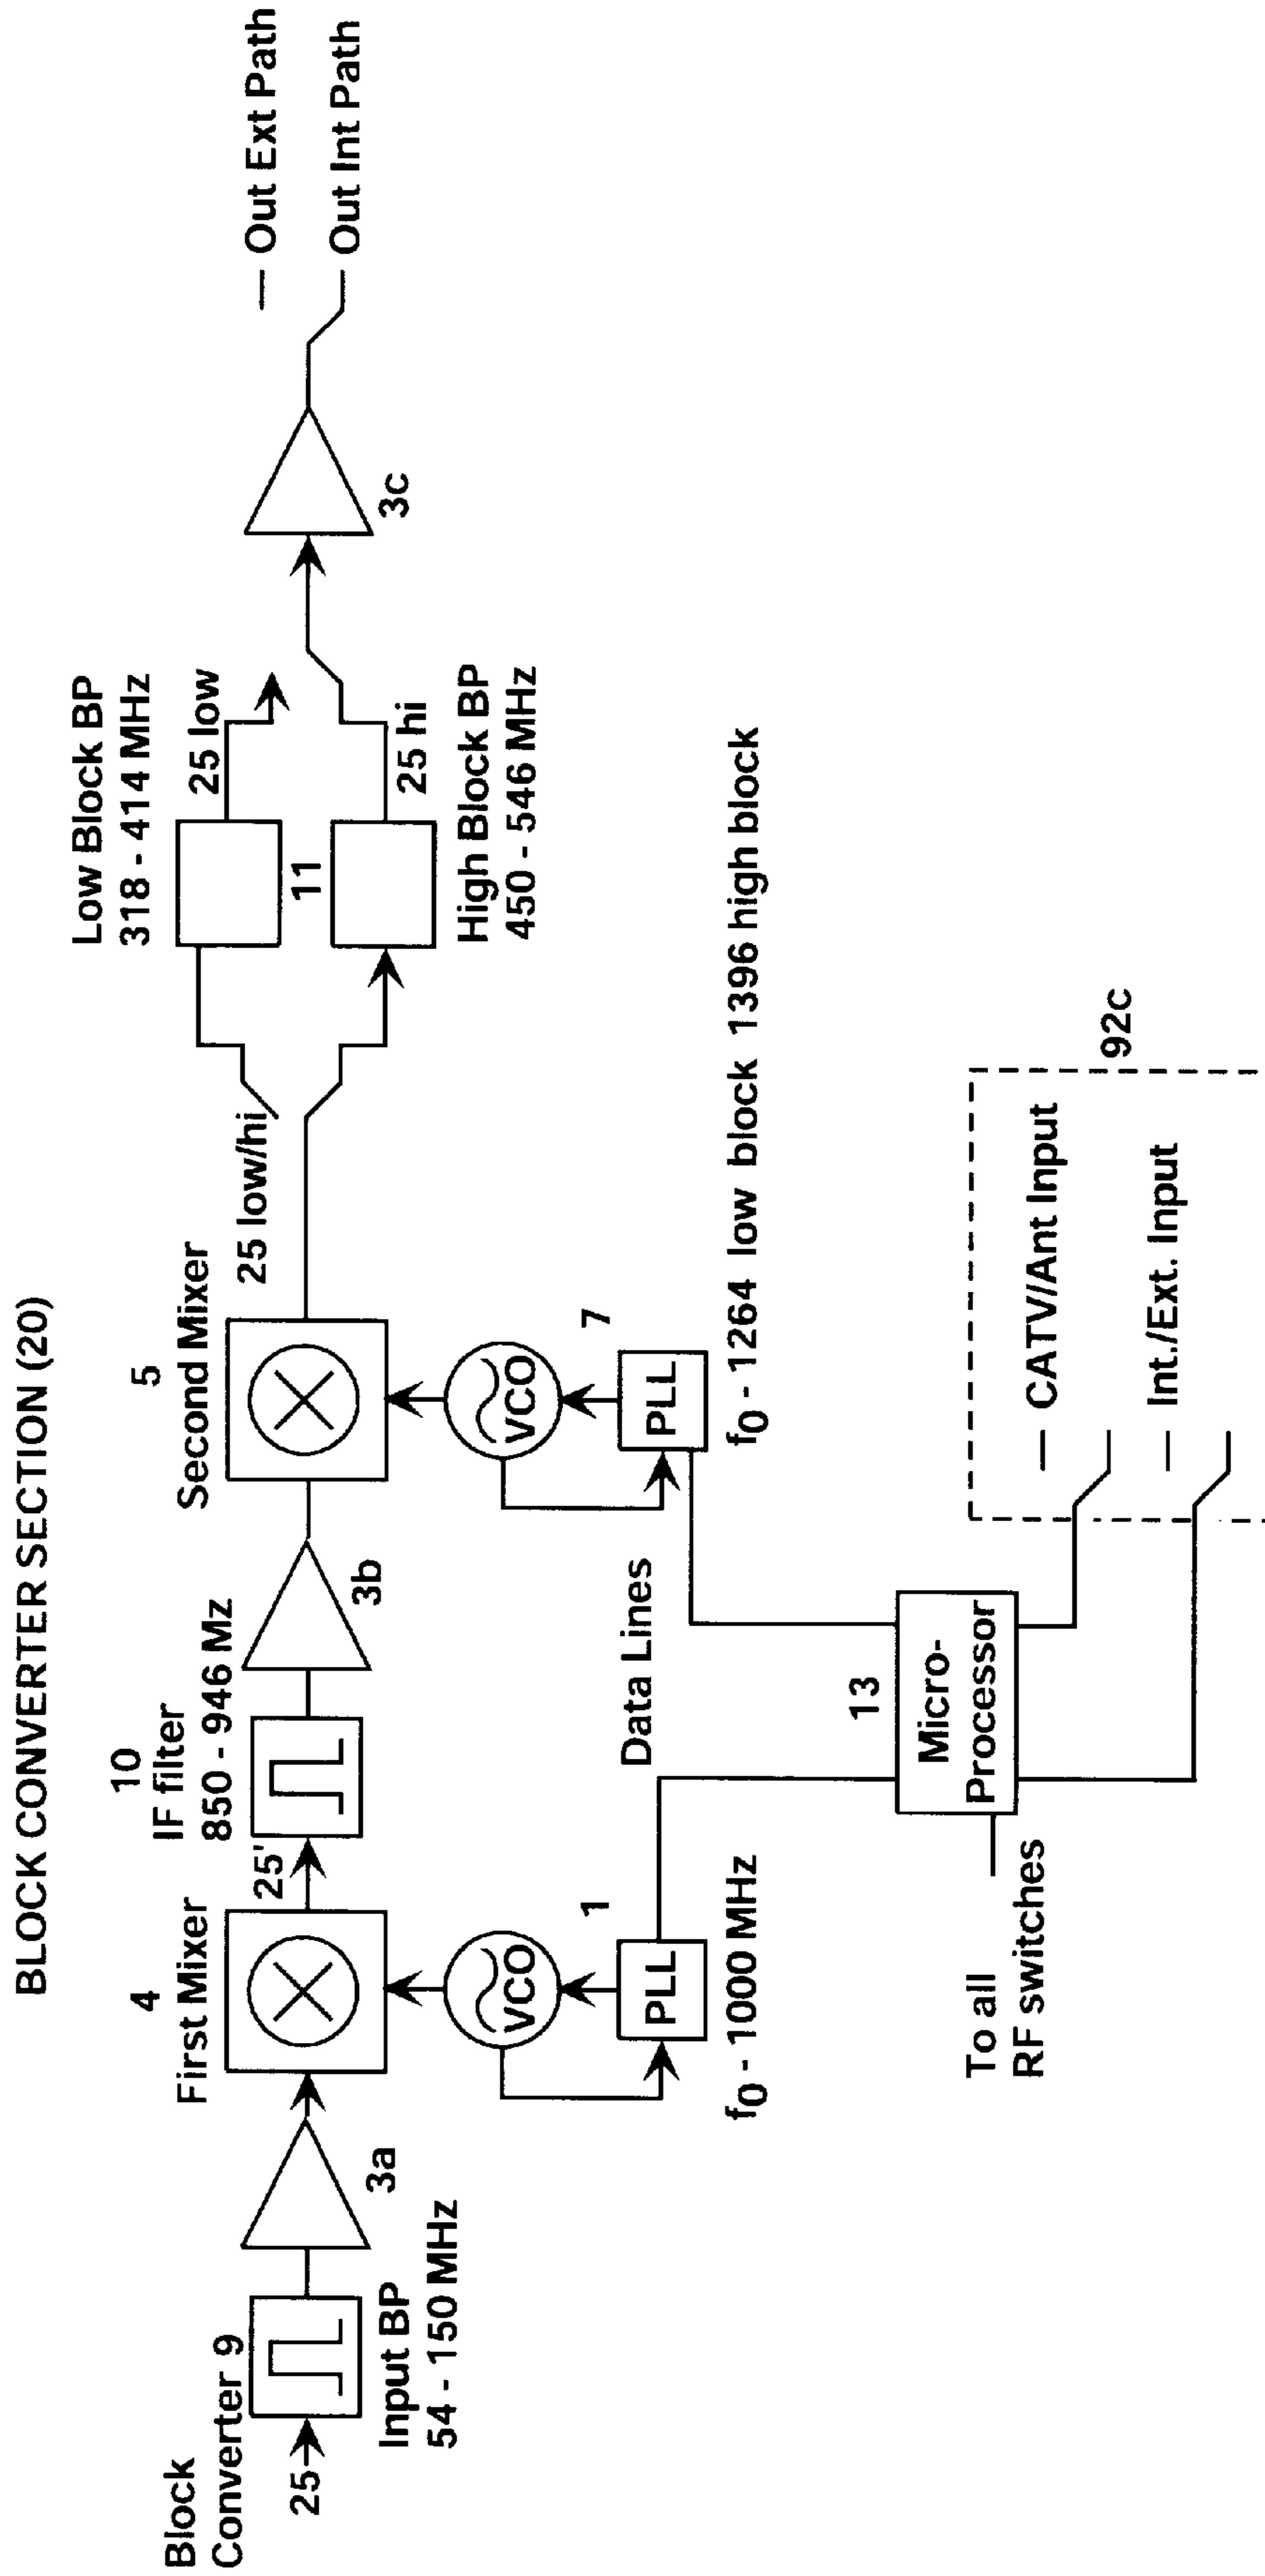 BLOCK CONVERTER SECTION (20)
Block
Converter 9
25
Input BP
54 - 150 MHz
3a
4
First Mixer
25'
VCO
PLL
1
f0 - 1000 MHz
10
IF filter
850 - 946 Mz
3b
5
Second Mixer
VCO
PLL
7
f0 - 1264 low block 1396 high block
25 low/hi
Low Block BP
318 - 414 MHz
25 low
11
25 hi
High Block BP
450 - 546 MHz
3c
Out Ext Path
Out Int Path
Data Lines
13
Micro-
Processor
To all
RF switches
CATV/Ant Input
Int./Ext. Input
92c